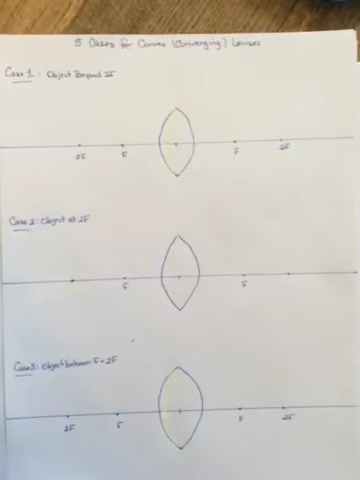 5 Cases for Convex (Converging) Lenses
Case 1: Object Beyond 2F
2F F F 2F
Case 2: Object at 2F
F F
Case 3: Object between F + 2F
2F F F 2F